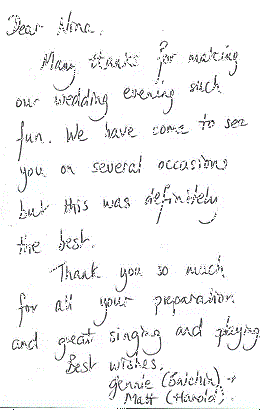 Dear Nina,
Many thanks for making
our wedding evening such
fun. We have come to see
you on several occasions
but this was definitely
the best.
Thank you so much
for all your preparation
and great singing and playing.
Best wishes,
Matt (Harold)